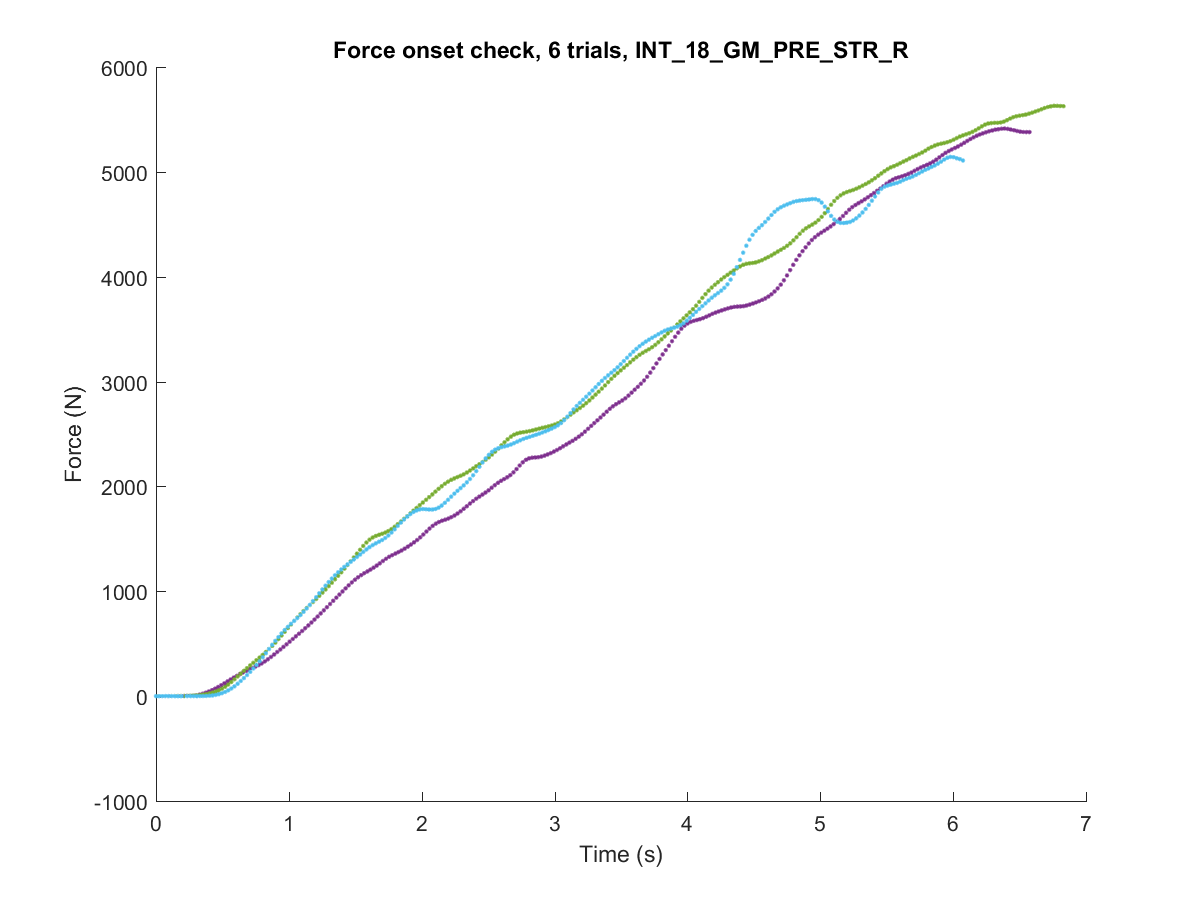 Force onset check, 6 trials, INT_18_GM_PRE_STR_R
6000
5000
4000
3000
2000
1000
0
-1000
Force (N)
0 1 2 3 4 5 6 7
Time (s)